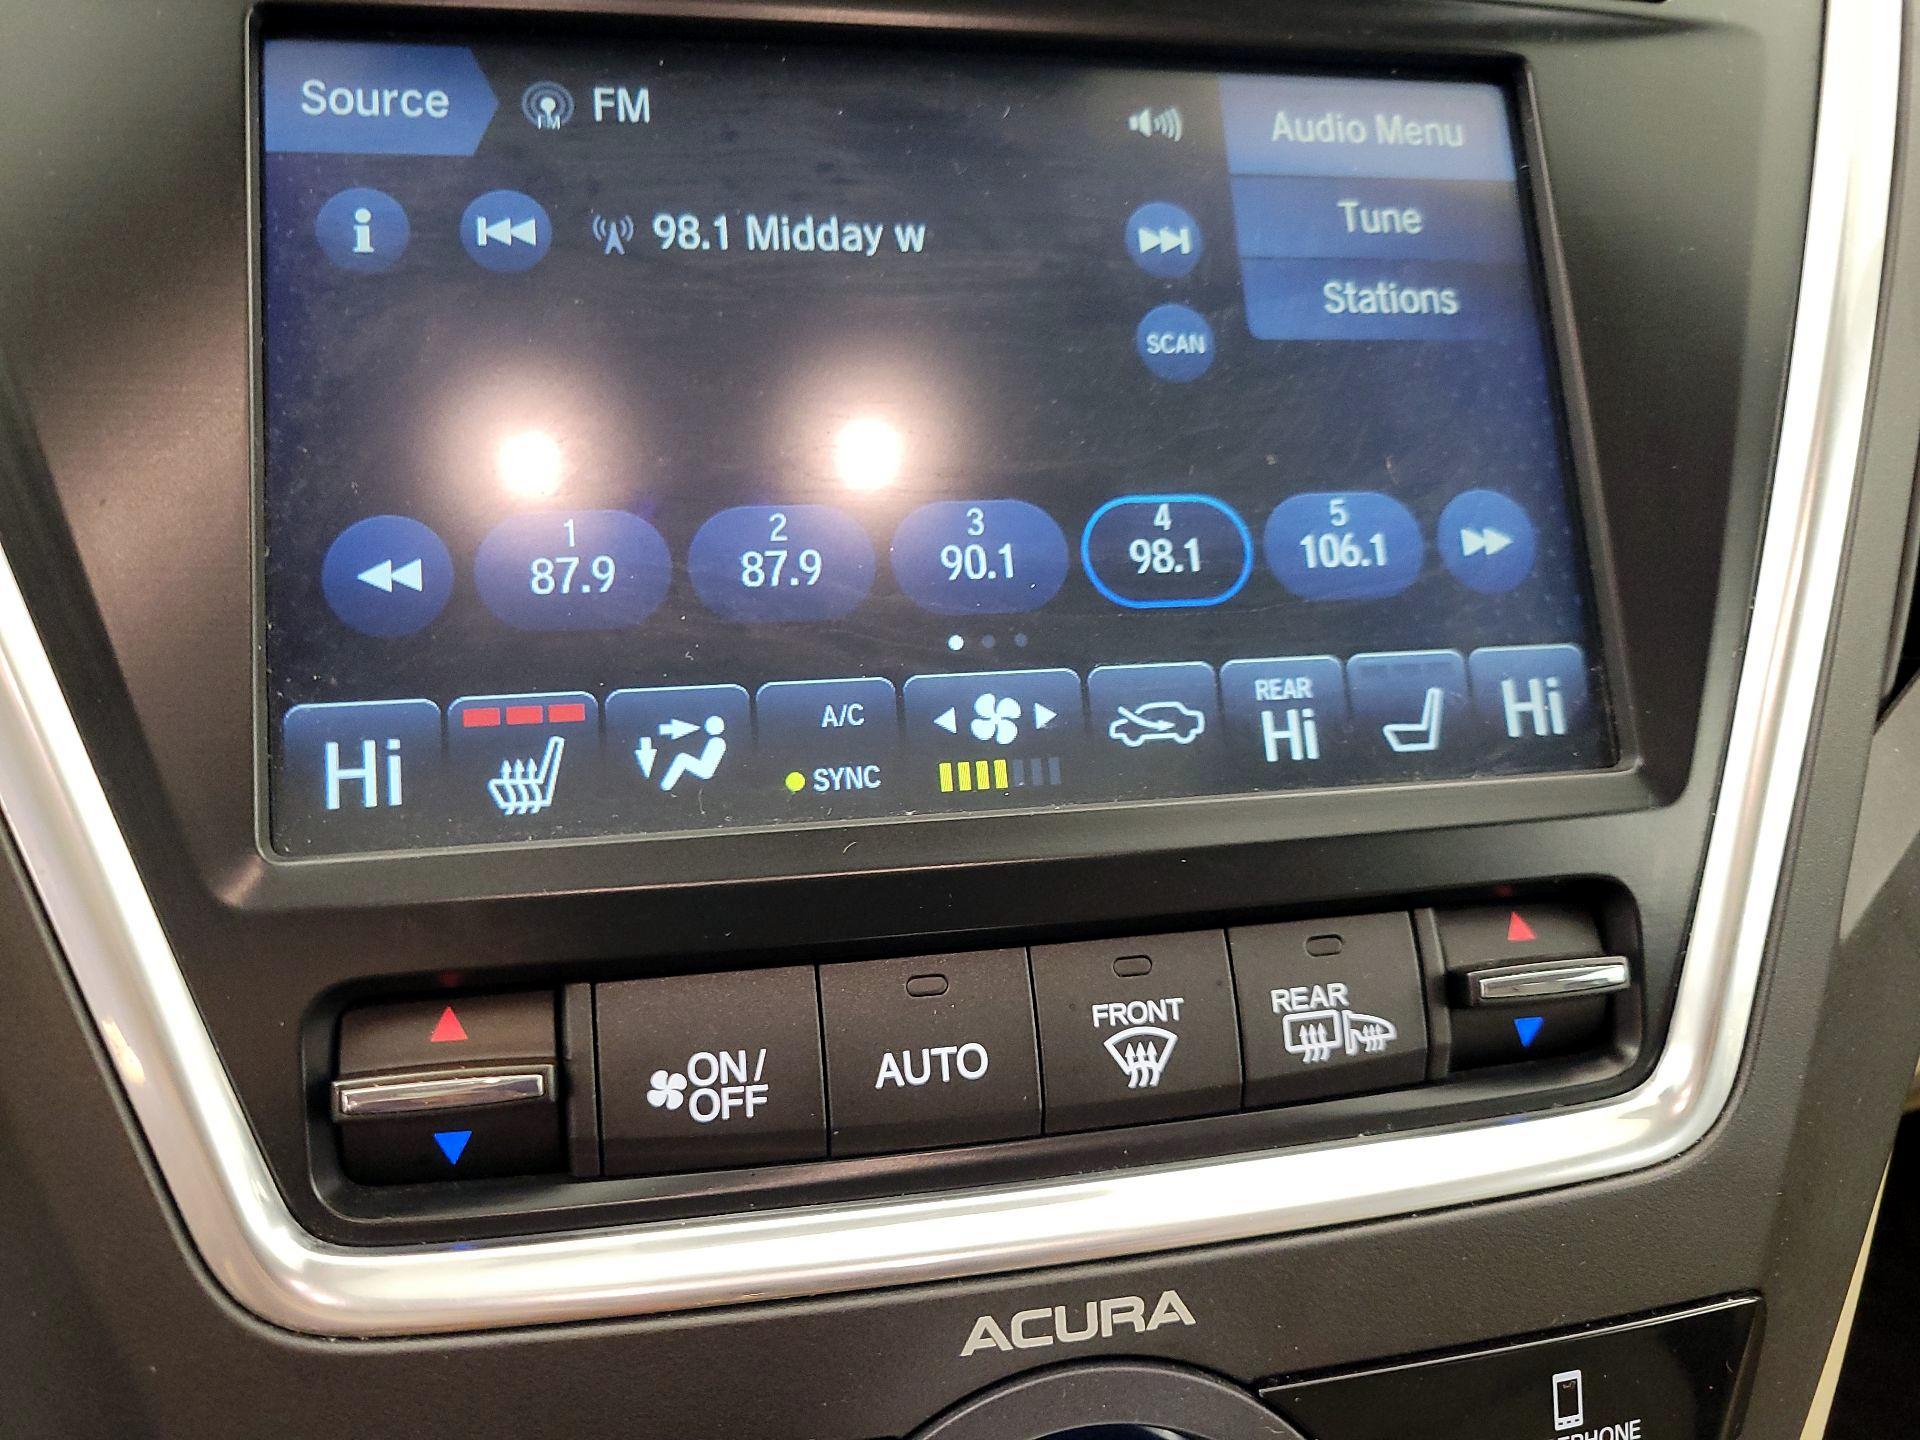 Source FM Audio Menu
i 98.1 Midday w Tune
Stations
SCAN
1 2 3 4 5
87.9 87.9 90.1 98.1 106.1
Hi A/C REAR Hi
SYNC Hi
FRONT REAR
ON/ AUTO
OFF
ACURA